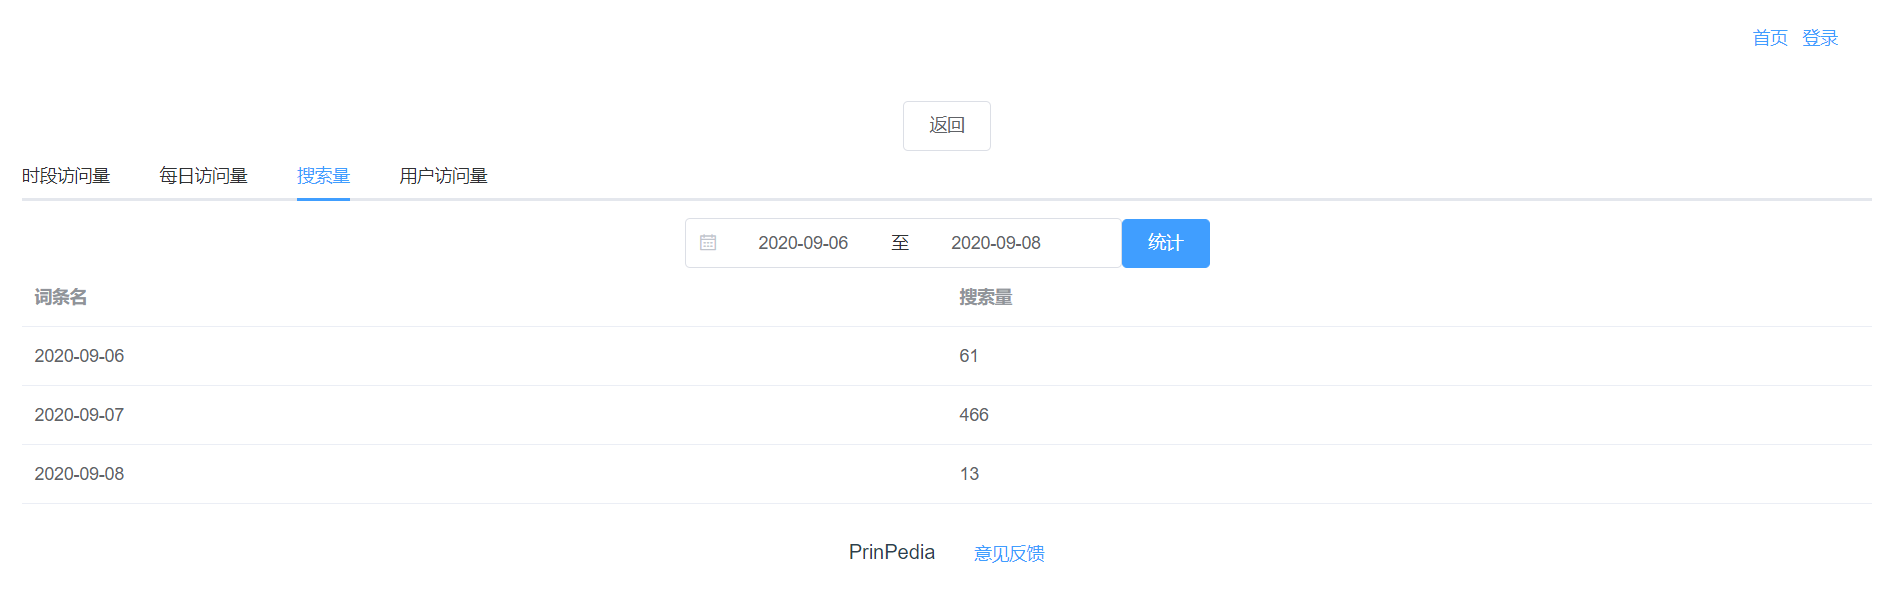 首页 登录
返回
时段访问量 每日访问量 搜索量 用户访问量
2020-09-06 至 2020-09-08 统计
词条名 搜索量
2020-09-06 61
2020-09-07 466
2020-09-08 13
PrinPedia 意见反馈